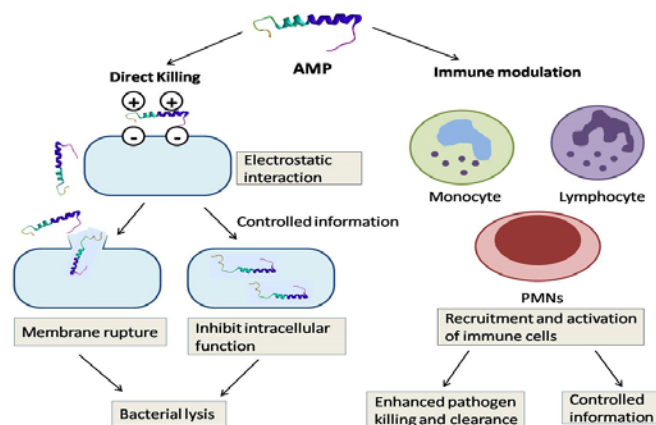 AMP
Direct Killing
Immune modulation
+ +
- -
Electrostatic
interaction
Monocyte
Lymphocyte
Controlled information
PMNs
Membrane rupture
Inhibit intracellular
function
Recruitment and activation
of immune cells
Bacterial lysis
Enhanced pathogen
killing and clearance
Controlled
information